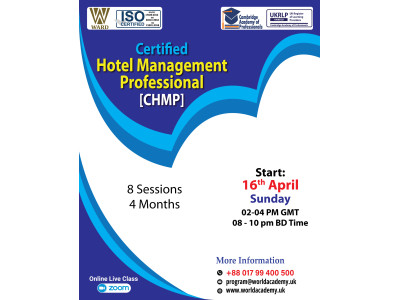 WARD
ISO
CERTIFIED
Cambridge
Academy of
Professionals
UKRLP
Certified
Hotel Management
Professional
[CHMP]
8 Sessions
4 Months
Start:
16th April
Sunday
02-04 PM GMT
08 - 10 pm BD Time
More Information
+88 017 99 400 500
program@worldacademy.uk
www.worldacademy.uk
Online Live Class
zoom